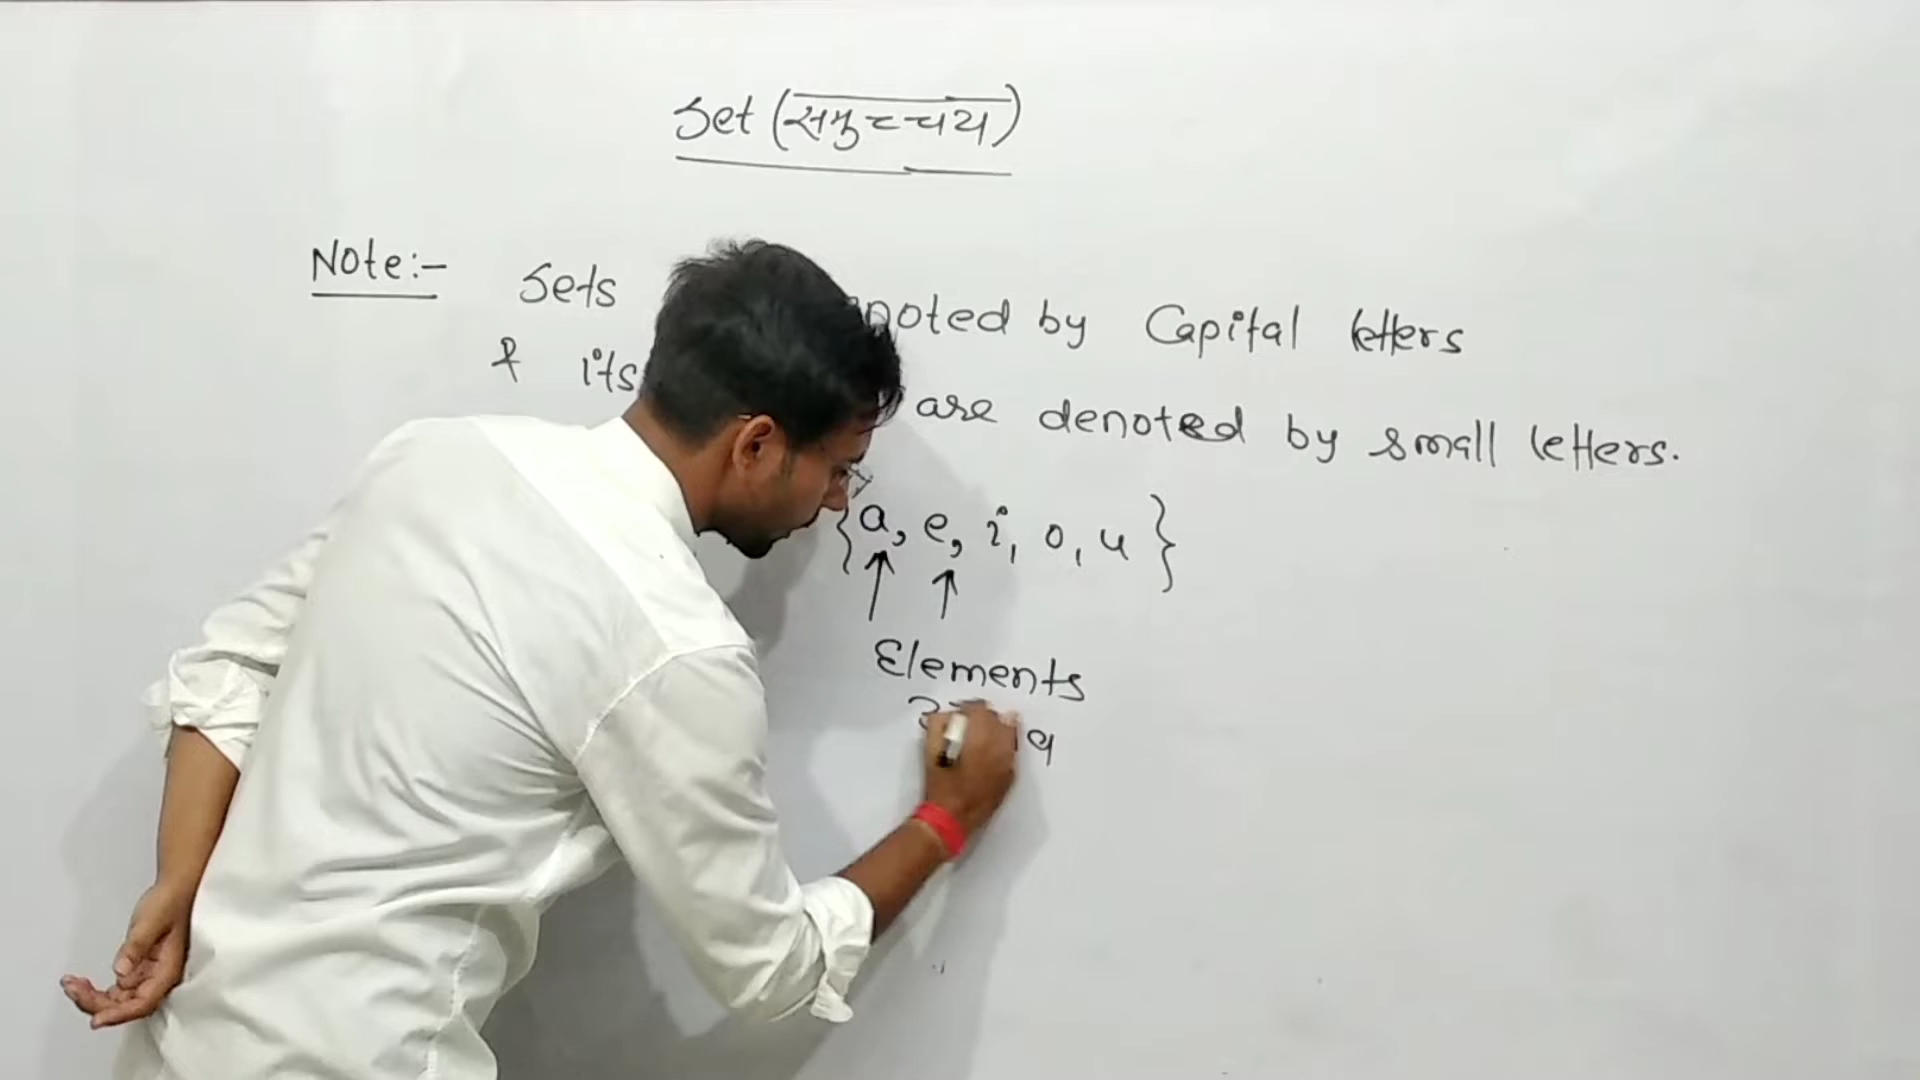 Set (समुच्चय)
Note:- Sets noted by Capital letters
& its are denoted by small letters.
{a, e, i, o, u}
Elements